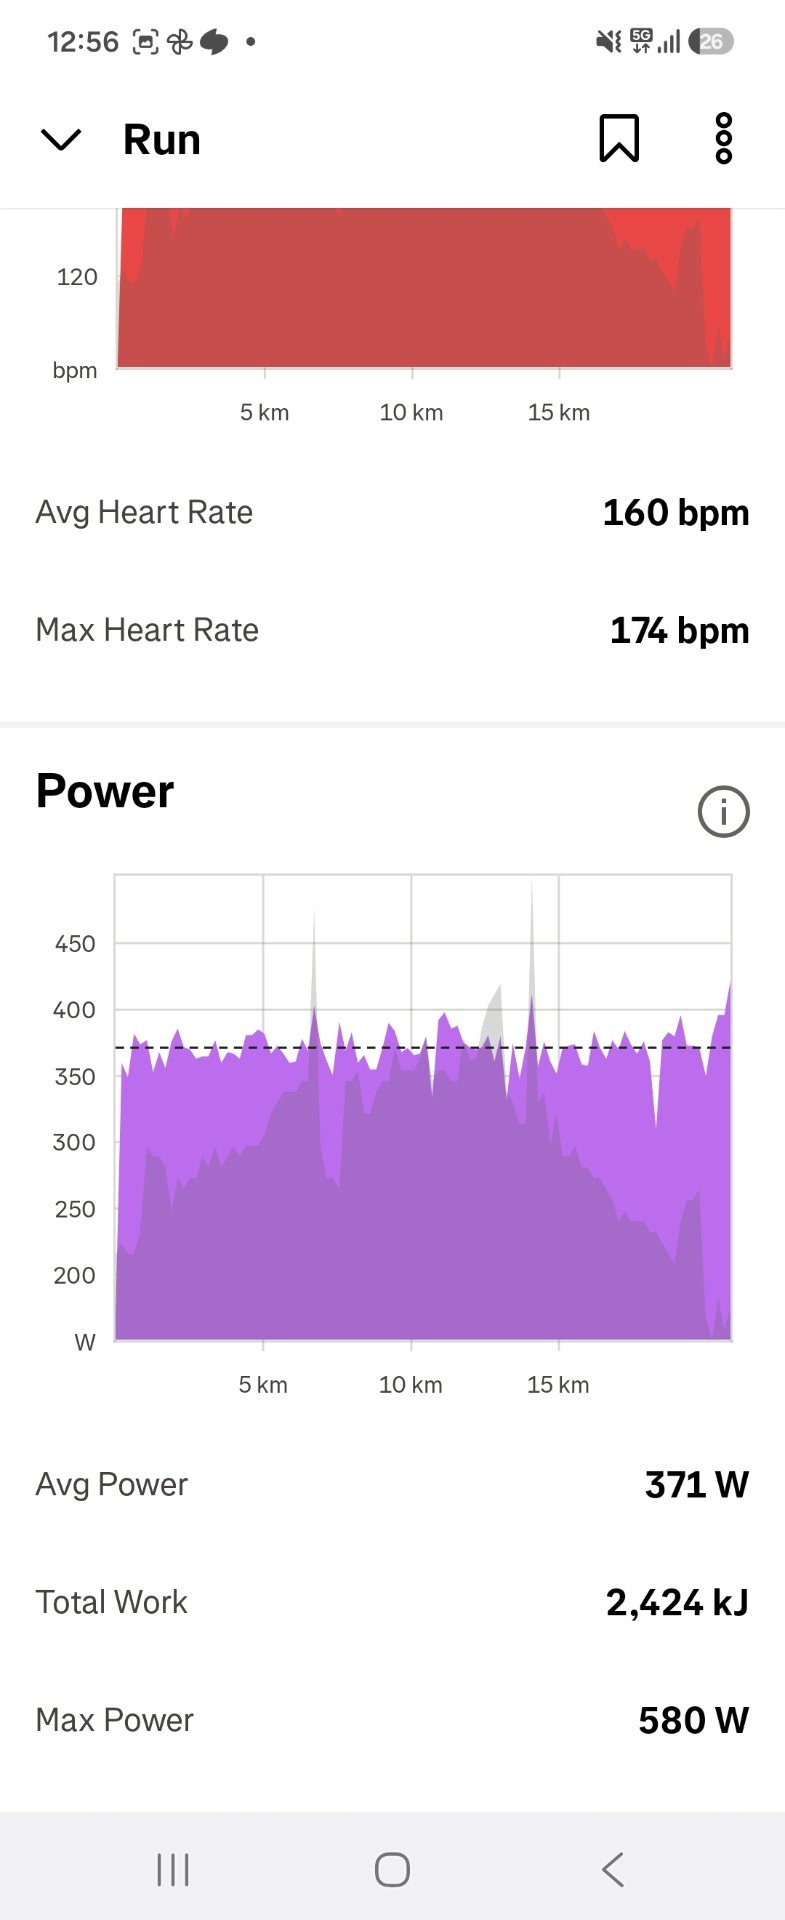 12:56
5G
26
Run
120
bpm
5 km 10 km 15 km
Avg Heart Rate 160 bpm
Max Heart Rate 174 bpm
Power
i
450
400
350
300
250
200
W
5 km 10 km 15 km
Avg Power 371 W
Total Work 2,424 kJ
Max Power 580 W